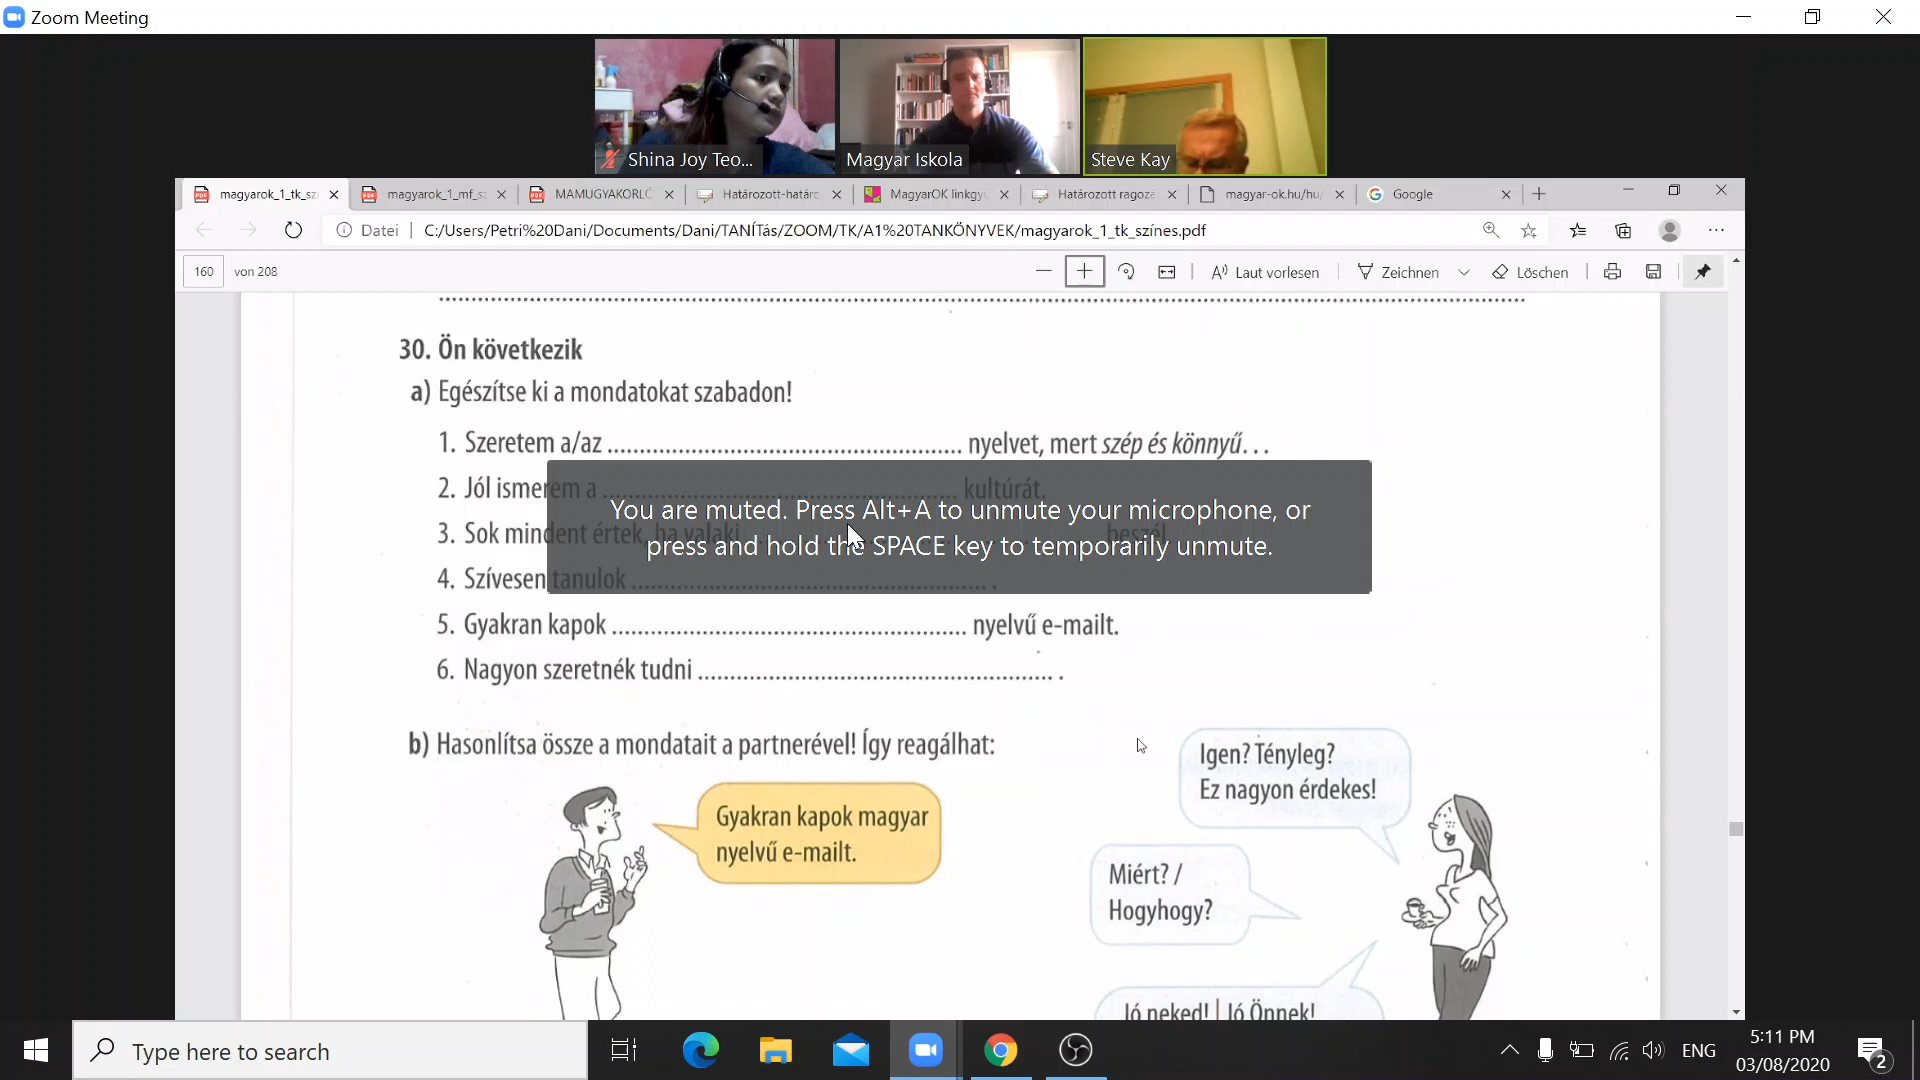 Zoom Meeting
Shina Joy Teo...
Magyar Iskola
Steve Kay
magyarok_1_tk_sz
magyarok_1_mf_sz
MAMUGYAKORLÓ
Határozott-határo
MagyarOK linkgyű
Határozott ragozá
magyar-ok.hu/hu/
Google
Datei
C:/Users/Petri%20Dani/Documents/Dani/TANÍTás/ZOOM/TK/A1%20TANKÖNYVEK/magyarok_1_tk_színes.pdf
160 von 208
Laut vorlesen
Zeichnen
Löschen
30. Ön következik
a) Egészítse ki a mondatokat szabadon!
1. Szeretem a/az ........................................................ nyelvet, mert szép és könnyű...
2. Jól ismerem a ........................................................ kultúrát.
3. Sok mindent értek, ha valaki ........................................................ beszél.
You are muted. Press Alt+A to unmute your microphone, or
press and hold the SPACE key to temporarily unmute.
4. Szívesen tanulok ........................................................ .
5. Gyakran kapok ........................................................ nyelvű e-mailt.
6. Nagyon szeretnék tudni ........................................................ .
b) Hasonlítsa össze a mondatait a partnerével! Így reagálhat:
Gyakran kapok magyar
nyelvű e-mailt.
Igen? Tényleg?
Ez nagyon érdekes!
Miért? /
Hogyhogy?
Jó neked! | Jó Önnek!
Type here to search
ENG
5:11 PM
03/08/2020
2